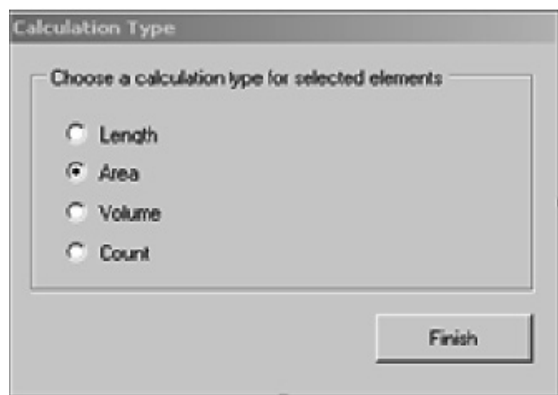 Calculation Type
Choose a calculation type for selected elements
Length
Area
Volume
Count
Finish